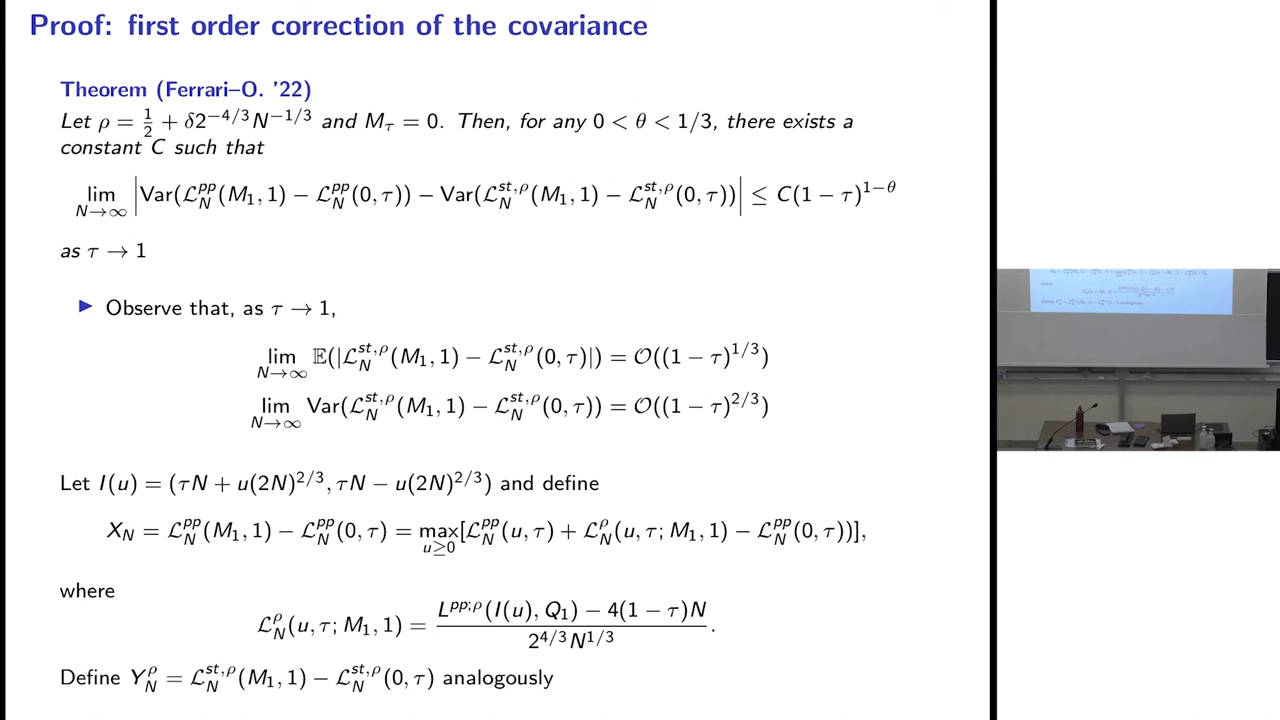 Proof: first order correction of the covariance
Theorem (Ferrari–O. '22)
Let ρ = 1/2 + δ2^{−4/3}N^{−1/3} and M_τ = 0. Then, for any 0 < θ < 1/3, there exists a
constant C such that
lim_{N→∞} |Var(𝓛_N^{pp}(M_1, 1) − 𝓛_N^{pp}(0, τ)) − Var(𝓛_N^{st,ρ}(M_1, 1) − 𝓛_N^{st,ρ}(0, τ))| ≤ C(1 − τ)^{1−θ}
as τ → 1
▶ Observe that, as τ → 1,
lim_{N→∞} 𝔼(|𝓛_N^{st,ρ}(M_1, 1) − 𝓛_N^{st,ρ}(0, τ)|) = 𝒪((1 − τ)^{1/3})
lim_{N→∞} Var(𝓛_N^{st,ρ}(M_1, 1) − 𝓛_N^{st,ρ}(0, τ)) = 𝒪((1 − τ)^{2/3})
Let I(u) = (τN + u(2N)^{2/3}, τN − u(2N)^{2/3}) and define
X_N = 𝓛_N^{pp}(M_1, 1) − 𝓛_N^{pp}(0, τ) = max_{u≥0}[𝓛_N^{pp}(u, τ) + 𝓛_N^{ρ}(u, τ; M_1, 1) − 𝓛_N^{pp}(0, τ))],
where
𝓛_N^{ρ}(u, τ; M_1, 1) = (L^{pp;ρ}(I(u), Q_1) − 4(1 − τ)N) / (2^{4/3}N^{1/3}).
Define Y_N^{ρ} = 𝓛_N^{st,ρ}(M_1, 1) − 𝓛_N^{st,ρ}(0, τ) analogously